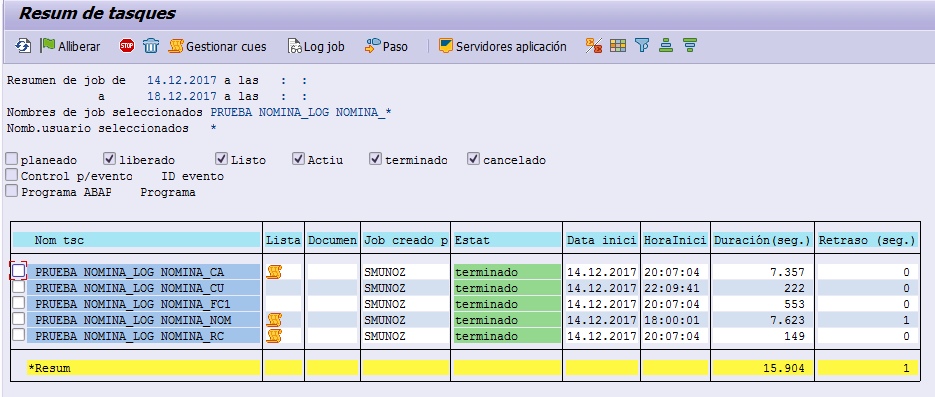 Resum de tasques
Alliberar STOP Gestionar cues Log job Paso Servidores aplicación
Resumen de job de 14.12.2017 a las : :
a 18.12.2017 a las : :
Nombres de job seleccionados PRUEBA NOMINA_LOG NOMINA_*
Nomb.usuario seleccionados *
planeado liberado Listo Actiu terminado cancelado
Control p/evento ID evento
Programa ABAP Programa
Nom tsc Lista Documen Job creado p Estat Data inici HoraInici Duración(seg.) Retraso (seg.)
PRUEBA NOMINA_LOG NOMINA_CA SMUNOZ terminado 14.12.2017 20:07:04 7.357 0
PRUEBA NOMINA_LOG NOMINA_CU SMUNOZ terminado 14.12.2017 22:09:41 222 0
PRUEBA NOMINA_LOG NOMINA_FC1 SMUNOZ terminado 14.12.2017 20:07:04 553 0
PRUEBA NOMINA_LOG NOMINA_NOM SMUNOZ terminado 14.12.2017 18:00:01 7.623 1
PRUEBA NOMINA_LOG NOMINA_RC SMUNOZ terminado 14.12.2017 20:07:04 149 0
*Resum 15.904 1